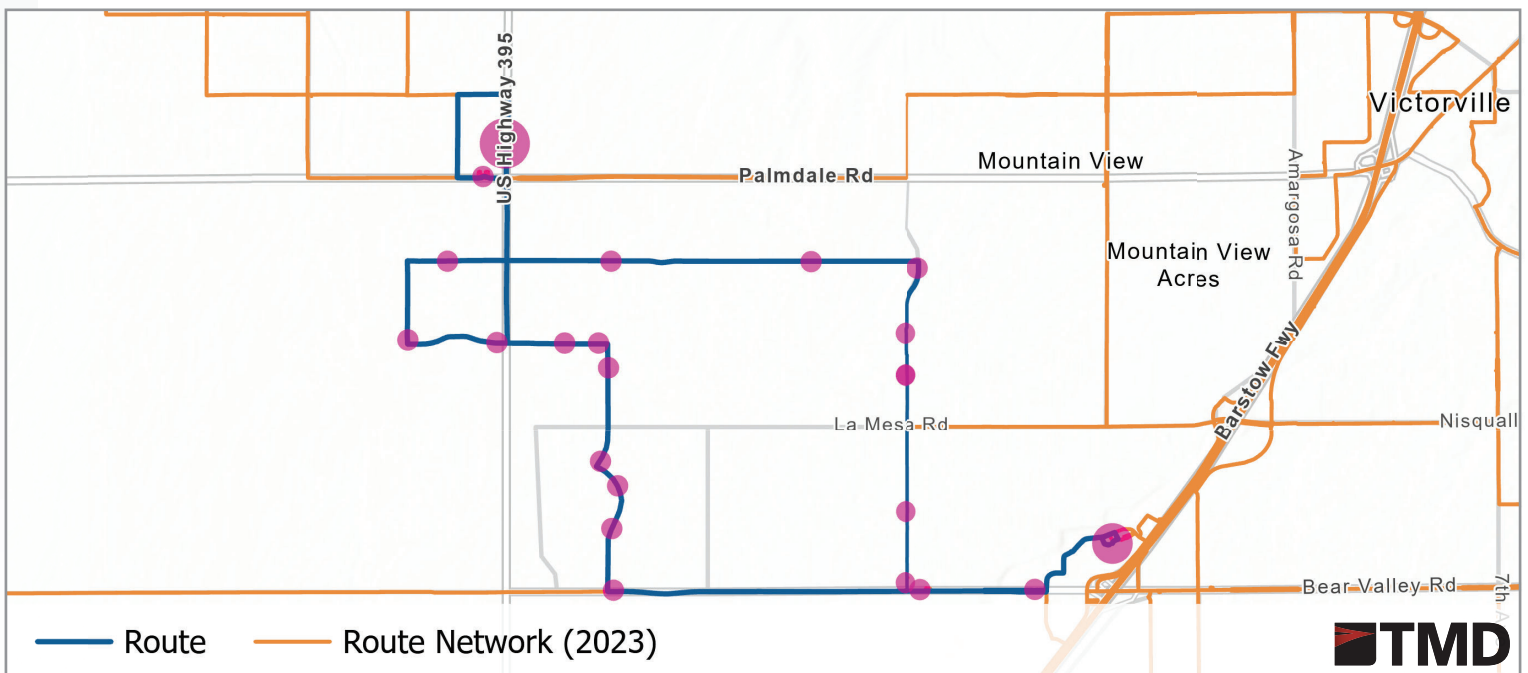 US Highway 395
Victorville
Mountain View
Palmdale Rd
Amargosa Rd
Mountain View
Acres
Barstow Fwy
La Mesa Rd
Nisquall
Bear Valley Rd
7th A
Route
Route Network (2023)
TMD